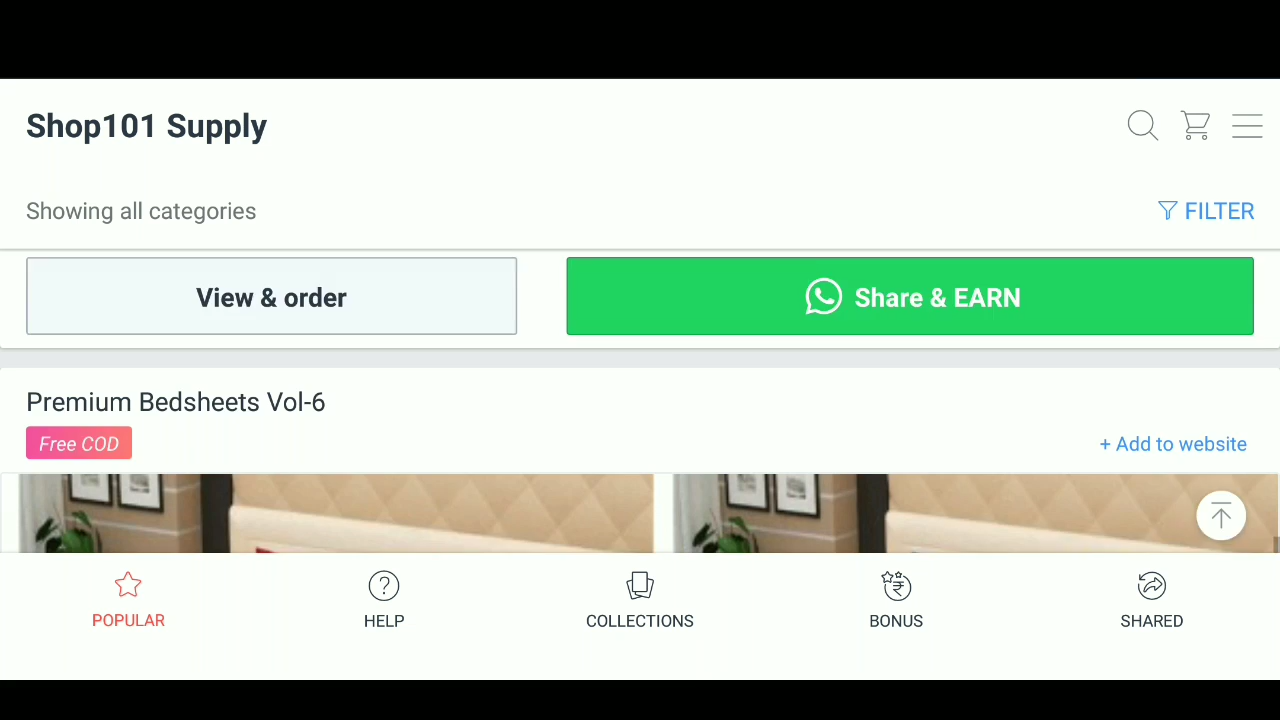 Shop101 Supply
Showing all categories
FILTER
View & order
Share & EARN
Premium Bedsheets Vol-6
Free COD
+ Add to website
POPULAR
HELP
COLLECTIONS
BONUS
SHARED